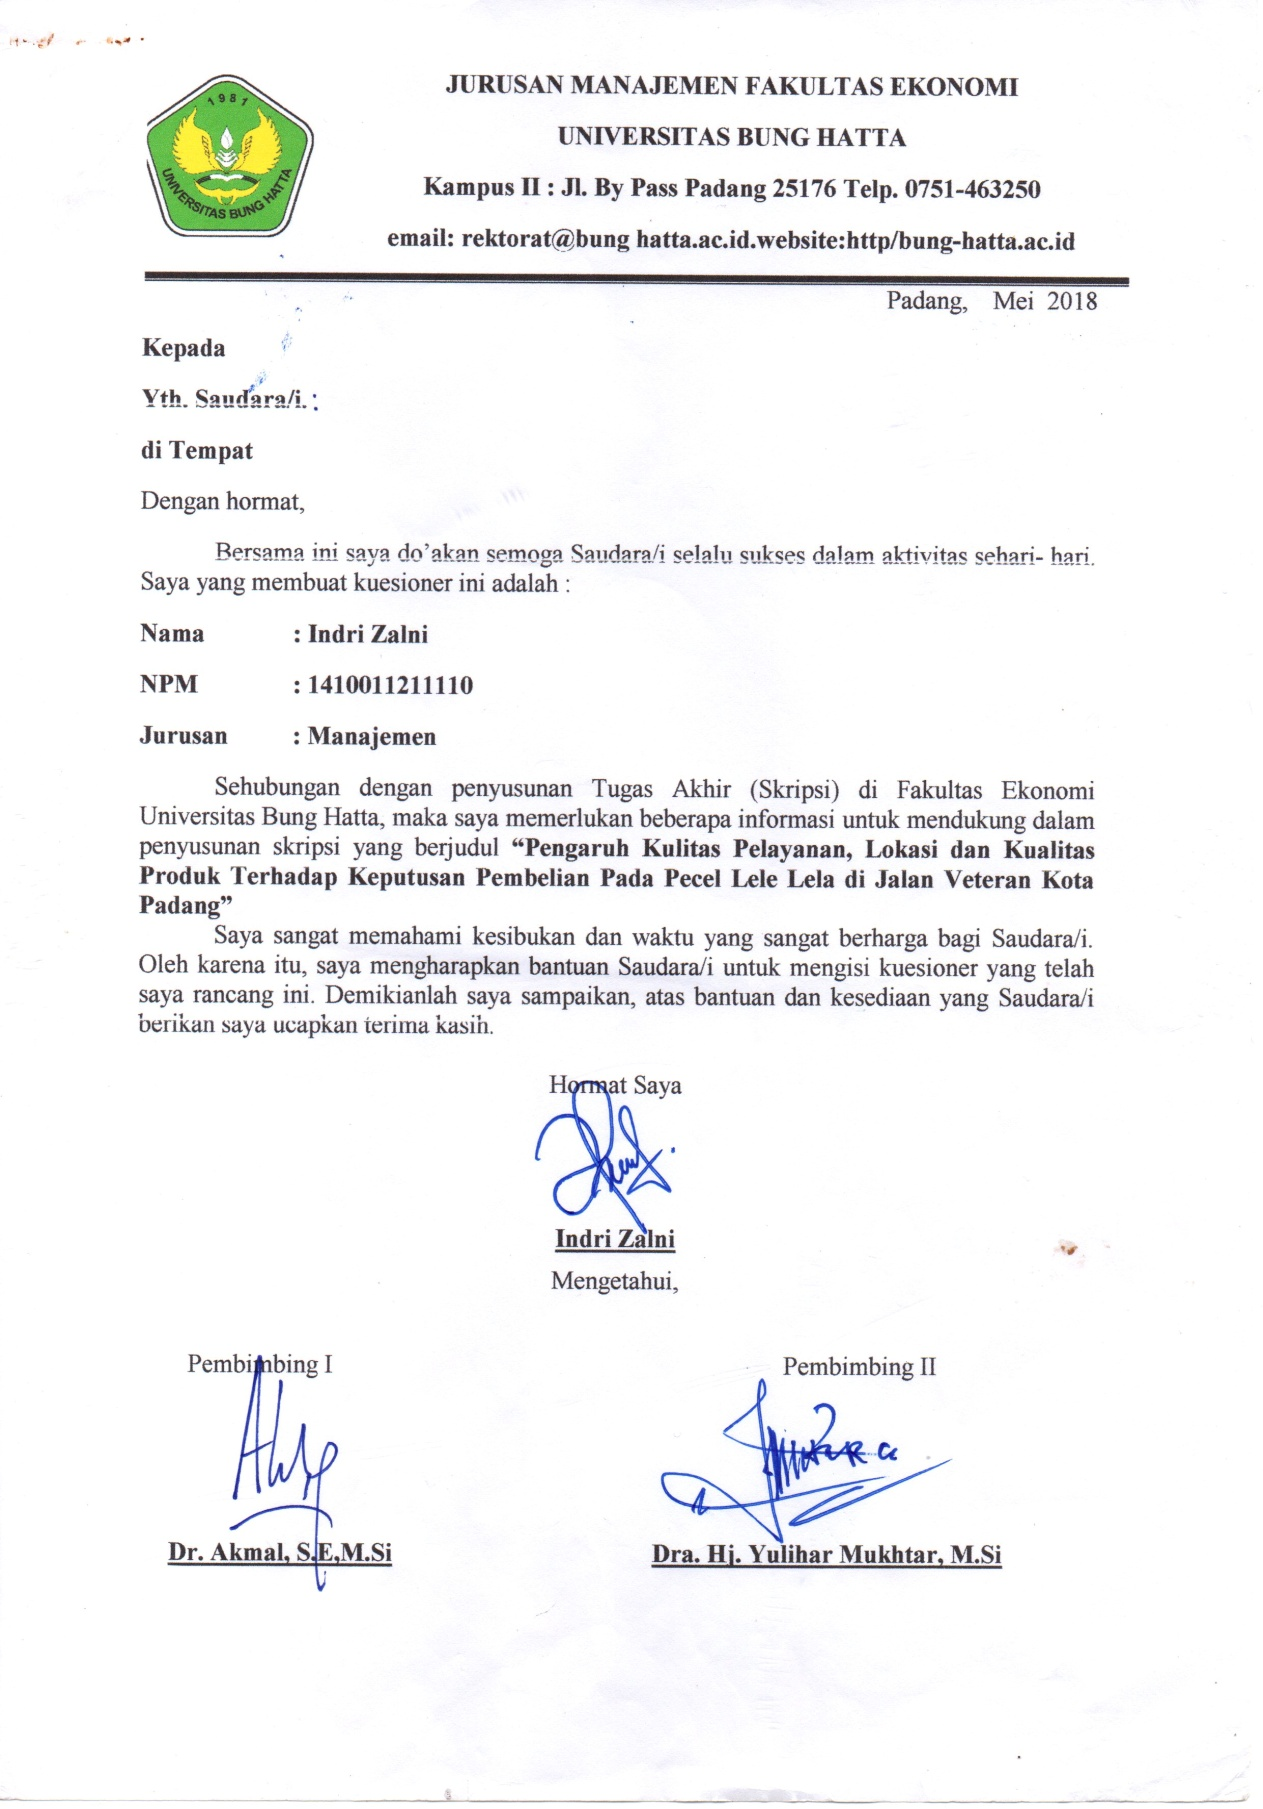 1981
UNIVERSITAS BUNG HATTA
JURUSAN MANAJEMEN FAKULTAS EKONOMI
UNIVERSITAS BUNG HATTA
Kampus II : Jl. By Pass Padang 25176 Telp. 0751-463250
email: rektorat@bung hatta.ac.id.website:http/bung-hatta.ac.id
Padang, Mei 2018
Kepada
Yth. Saudara/i. :
di Tempat
Dengan hormat,
Bersama ini saya do’akan semoga Saudara/i selalu sukses dalam aktivitas sehari- hari.
Saya yang membuat kuesioner ini adalah :
Nama : Indri Zalni
NPM : 1410011211110
Jurusan : Manajemen
Sehubungan dengan penyusunan Tugas Akhir (Skripsi) di Fakultas Ekonomi
Universitas Bung Hatta, maka saya memerlukan beberapa informasi untuk mendukung dalam
penyusunan skripsi yang berjudul “Pengaruh Kulitas Pelayanan, Lokasi dan Kualitas
Produk Terhadap Keputusan Pembelian Pada Pecel Lele Lela di Jalan Veteran Kota
Padang”
Saya sangat memahami kesibukan dan waktu yang sangat berharga bagi Saudara/i.
Oleh karena itu, saya mengharapkan bantuan Saudara/i untuk mengisi kuesioner yang telah
saya rancang ini. Demikianlah saya sampaikan, atas bantuan dan kesediaan yang Saudara/i
berikan saya ucapkan terima kasih.
Hormat Saya
Indri Zalni
Mengetahui,
Pembimbing I Pembimbing II
Dr. Akmal, S.E,M.Si Dra. Hj. Yulihar Mukhtar, M.Si